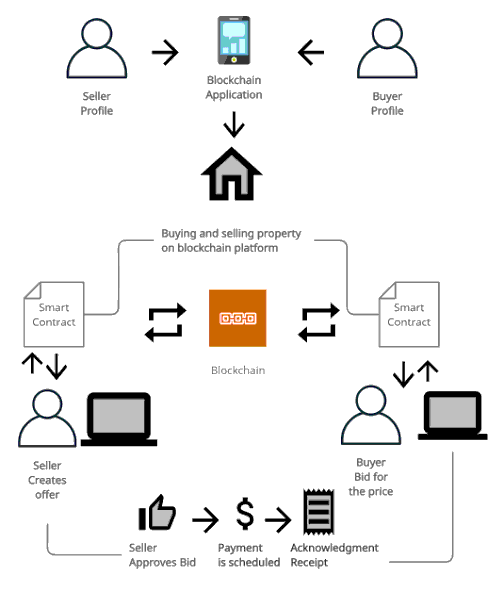 Seller
Profile
Blockchain
Application
Buyer
Profile
Buying and selling property
on blockchain platform
Smart
Contract
Smart
Contract
Blockchain
Seller
Creates
offer
Buyer
Bid for
the price
$
Seller
Approves Bid
Payment
is scheduled
Acknowledgment
Receipt